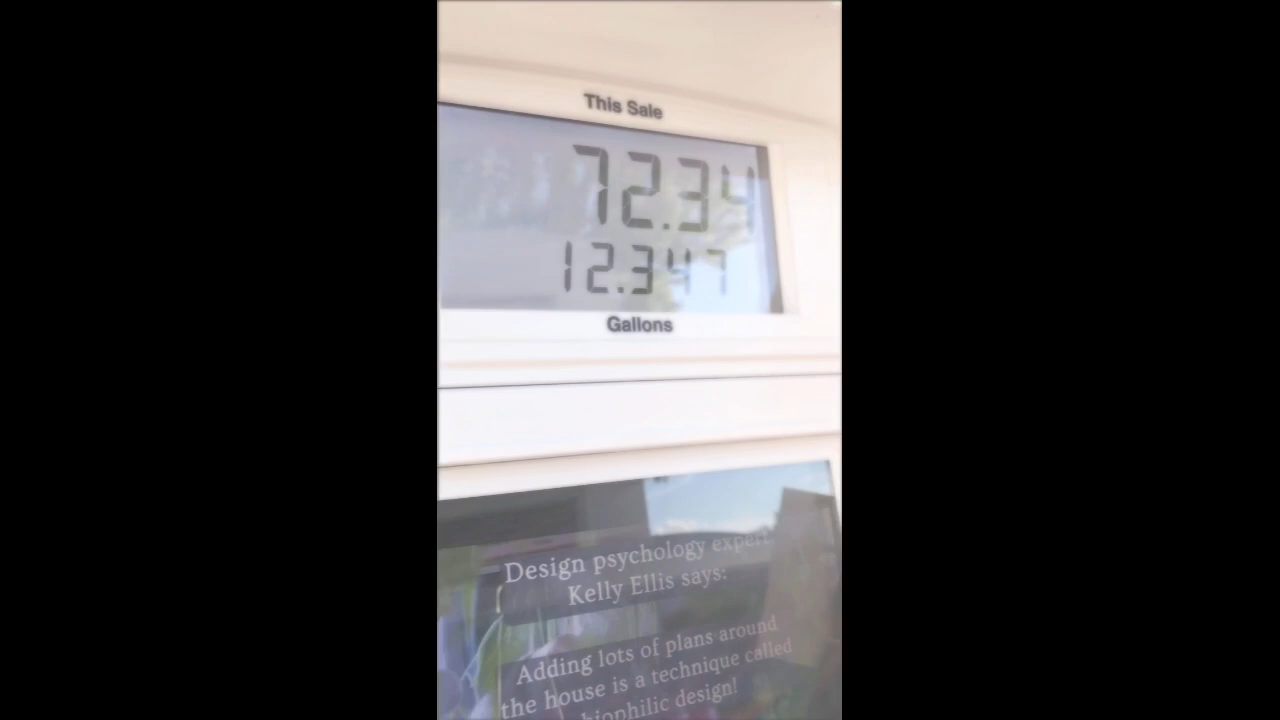 This Sale
72.34
12.347
Gallons
Design psychology expert
Kelly Ellis says:
Adding lots of plans around
the house is a technique called
biophilic design!